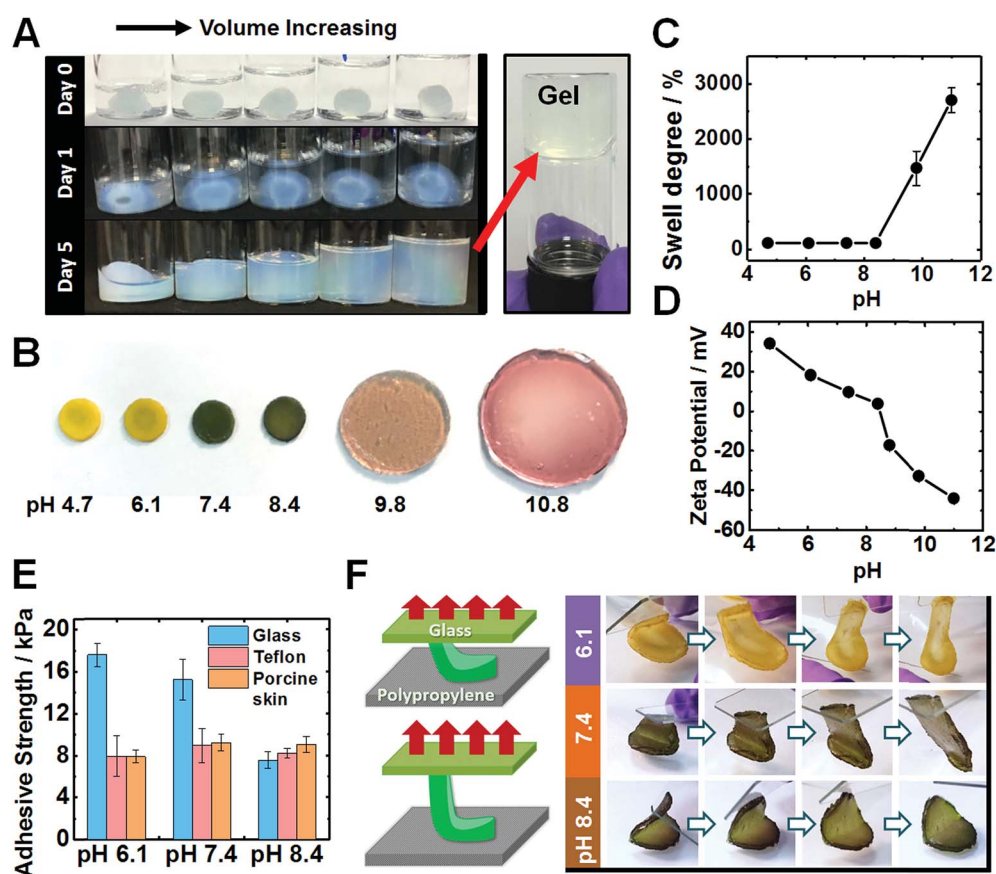 A
Volume Increasing
Day 0
Day 1
Day 5
Gel
B
pH 4.7
6.1
7.4
8.4
9.8
10.8
C
Swell degree / %
3000
2000
1000
0
4
6
8
10
12
pH
D
Zeta Potential / mV
40
20
0
-20
-40
-60
4
6
8
10
12
pH
E
Adhesive Strength / kPa
20
16
12
8
4
0
Glass
Teflon
Porcine
skin
pH 6.1
pH 7.4
pH 8.4
F
Glass
Polypropylene
6.1
7.4
pH 8.4